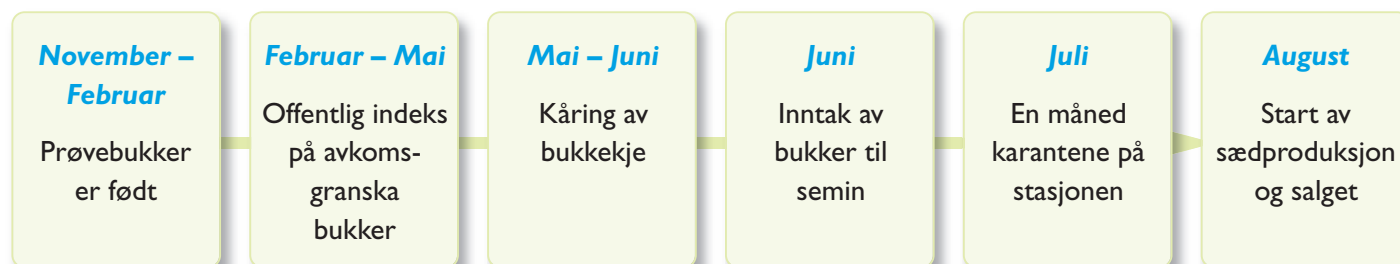 November –
Februar
Prøvebukker
er født
Februar – Mai
Offentlig indeks
på avkoms-
granska
bukker
Mai – Juni
Kåring av
bukkekje
Juni
Inntak av
bukker til
semin
Juli
En måned
karantene på
stasjonen
August
Start av
sædproduksjon
og salget